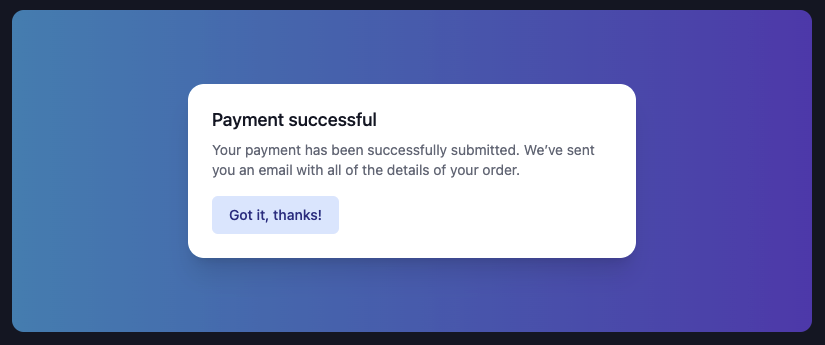 Payment successful
Your payment has been successfully submitted. We’ve sent
you an email with all of the details of your order.
Got it, thanks!